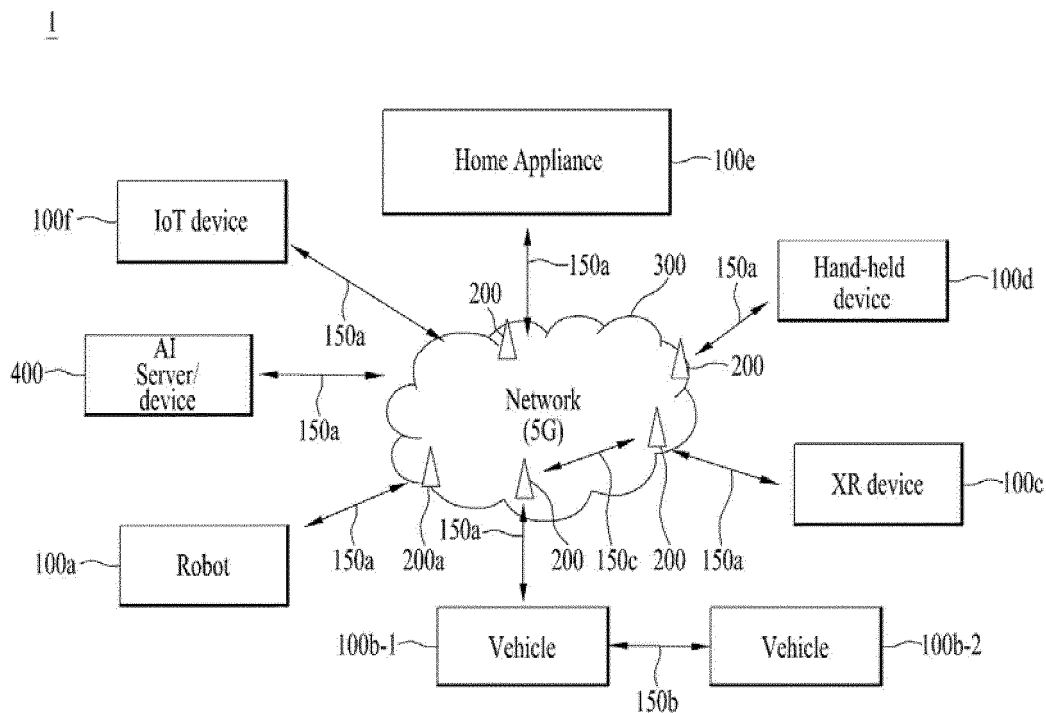 1
Home Appliance
100e
100f
IoT device
150a
200
150a
300
150a
Hand-held
device
100d
400
AI
Server/
device
150a
200
Network
(5G)
XR device
100c
150a
100a
Robot
150a
200a
150a
200
150c
200
150a
100b-1
Vehicle
Vehicle
100b-2
150b